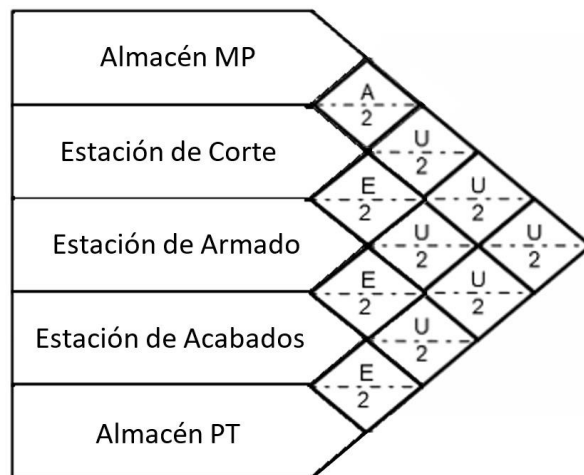 Almacén MP
A
2
Estación de Corte
U
2
E
2
U
2
Estación de Armado
U
2
U
2
E
2
U
2
Estación de Acabados
U
2
E
2
Almacén PT